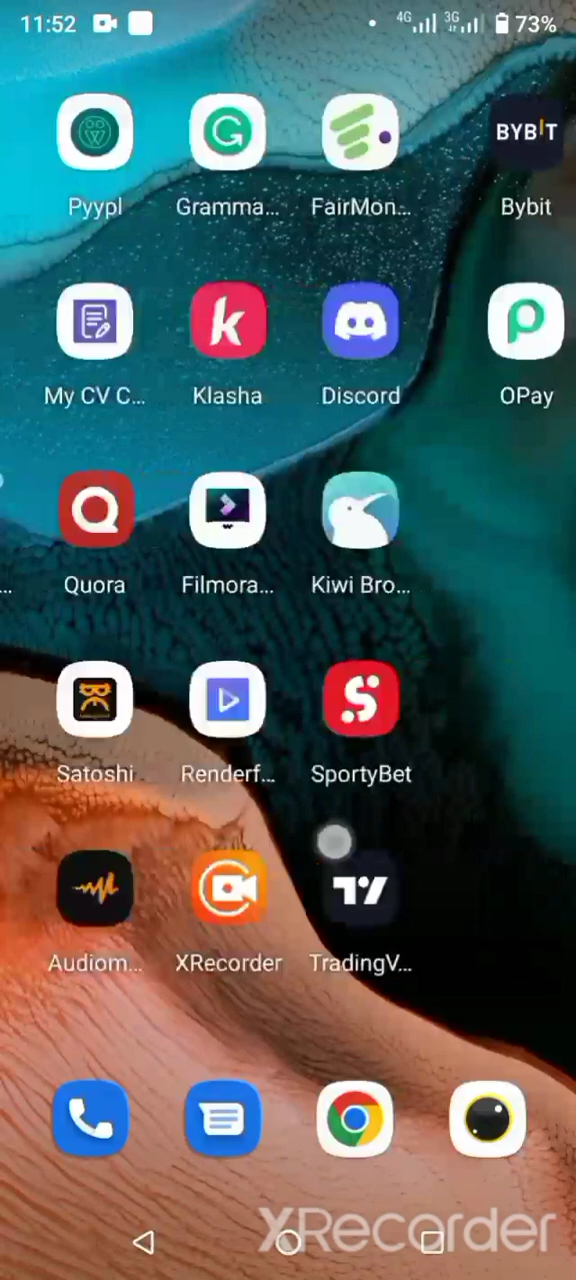 11:52
4G 3G 73%
BYBIT
Pyypl Gramma... FairMon... Bybit
My CV C... Klasha Discord OPay
... Quora Filmora... Kiwi Bro...
Satoshi Renderf... SportyBet
Audiom... XRecorder TradingV...
XRecorder